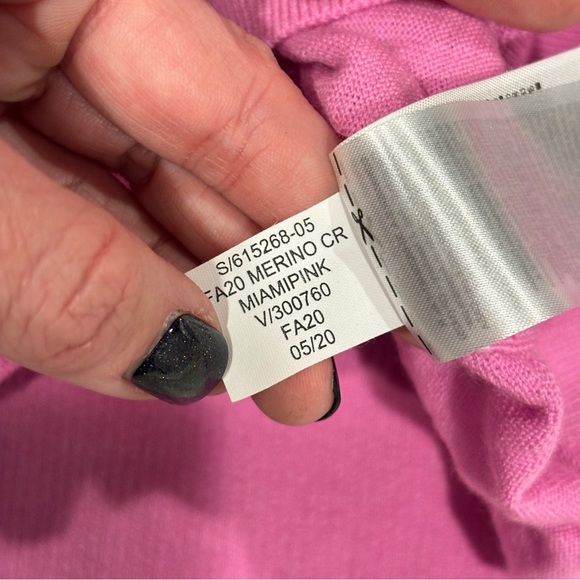 S/615268-05
FA20 MERINO CR
MIAMIPINK
V/300760
FA20
05/20